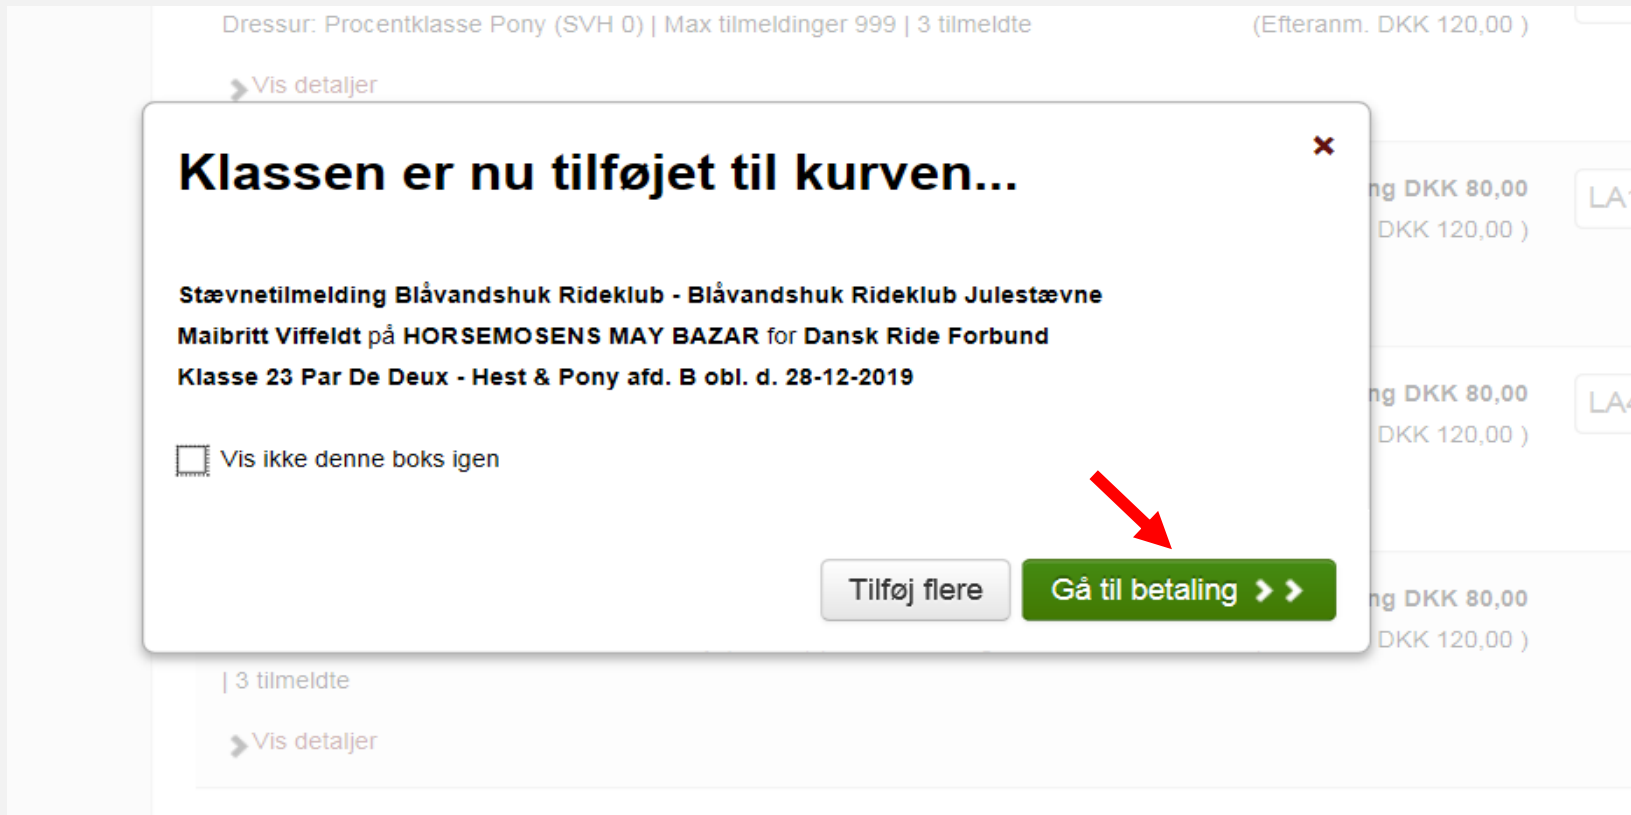 Dressur: Procentklasse Pony (SVH 0) | Max tilmeldinger 999 | 3 tilmeldte (Efteranm. DKK 120,00 )
Vis detaljer
Klassen er nu tilføjet til kurven...
Stævnetilmelding Blåvandshuk Rideklub - Blåvandshuk Rideklub Julestævne
Maibritt Viffeldt på HORSEMOSENS MAY BAZAR for Dansk Ride Forbund
Klasse 23 Par De Deux - Hest & Pony afd. B obl. d. 28-12-2019
Vis ikke denne boks igen
Tilføj flere
Gå til betaling
ng DKK 80,00
DKK 120,00 )
ng DKK 80,00
DKK 120,00 )
ng DKK 80,00
DKK 120,00 )
| 3 tilmeldte
Vis detaljer